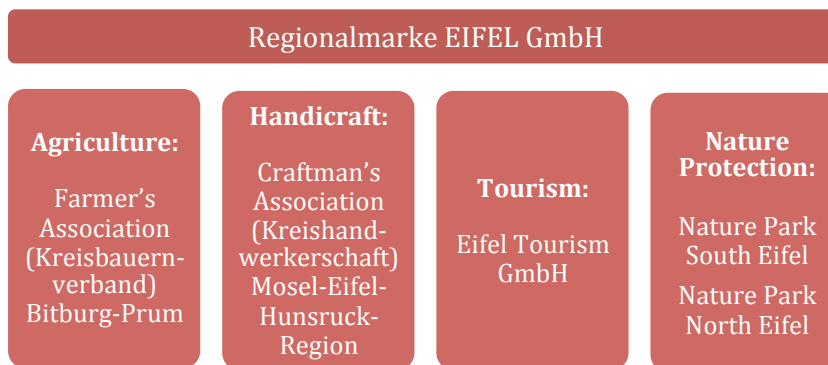 Regionalmarke EIFEL GmbH
Agriculture:
Farmer's
Association
(Kreisbauern-
verband)
Bitburg-Prum
Handicraft:
Craftman's
Association
(Kreishand-
werkerschaft)
Mosel-Eifel-
Hunsruck-
Region
Tourism:
Eifel Tourism
GmbH
Nature
Protection:
Nature Park
South Eifel
Nature Park
North Eifel